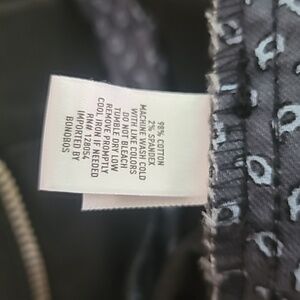 98% COTTON
2% SPANDEX
MACHINE WASH COLD
WITH LIKE COLORS
DO NOT BLEACH
TUMBLE DRY LOW
REMOVE PROMPTLY
COOL IRON IF NEEDED
RN# 128054
IMPORTED BY
BONOBOS